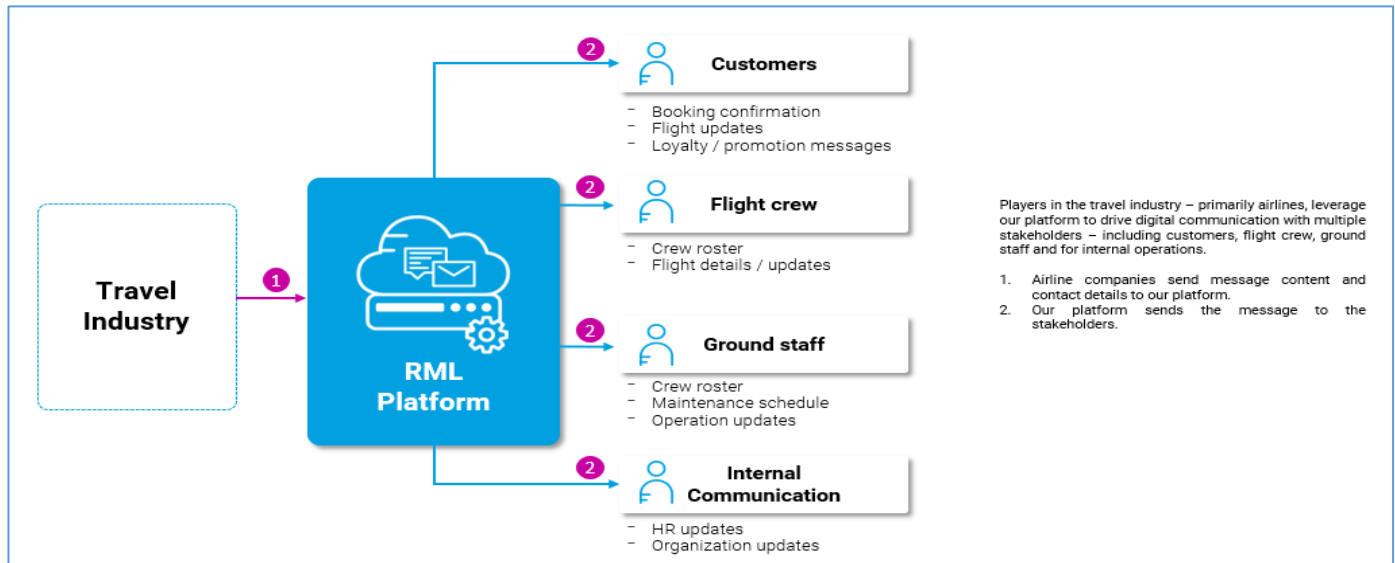 Travel
Industry
1
RML
Platform
2
Customers
- Booking confirmation
- Flight updates
- Loyalty / promotion messages
2
Flight crew
- Crew roster
- Flight details / updates
2
Ground staff
- Crew roster
- Maintenance schedule
- Operation updates
2
Internal
Communication
- HR updates
- Organization updates
Players in the travel industry – primarily airlines, leverage
our platform to drive digital communication with multiple
stakeholders – including customers, flight crew, ground
staff and for internal operations.
1. Airline companies send message content and
contact details to our platform.
2. Our platform sends the message to the
stakeholders.